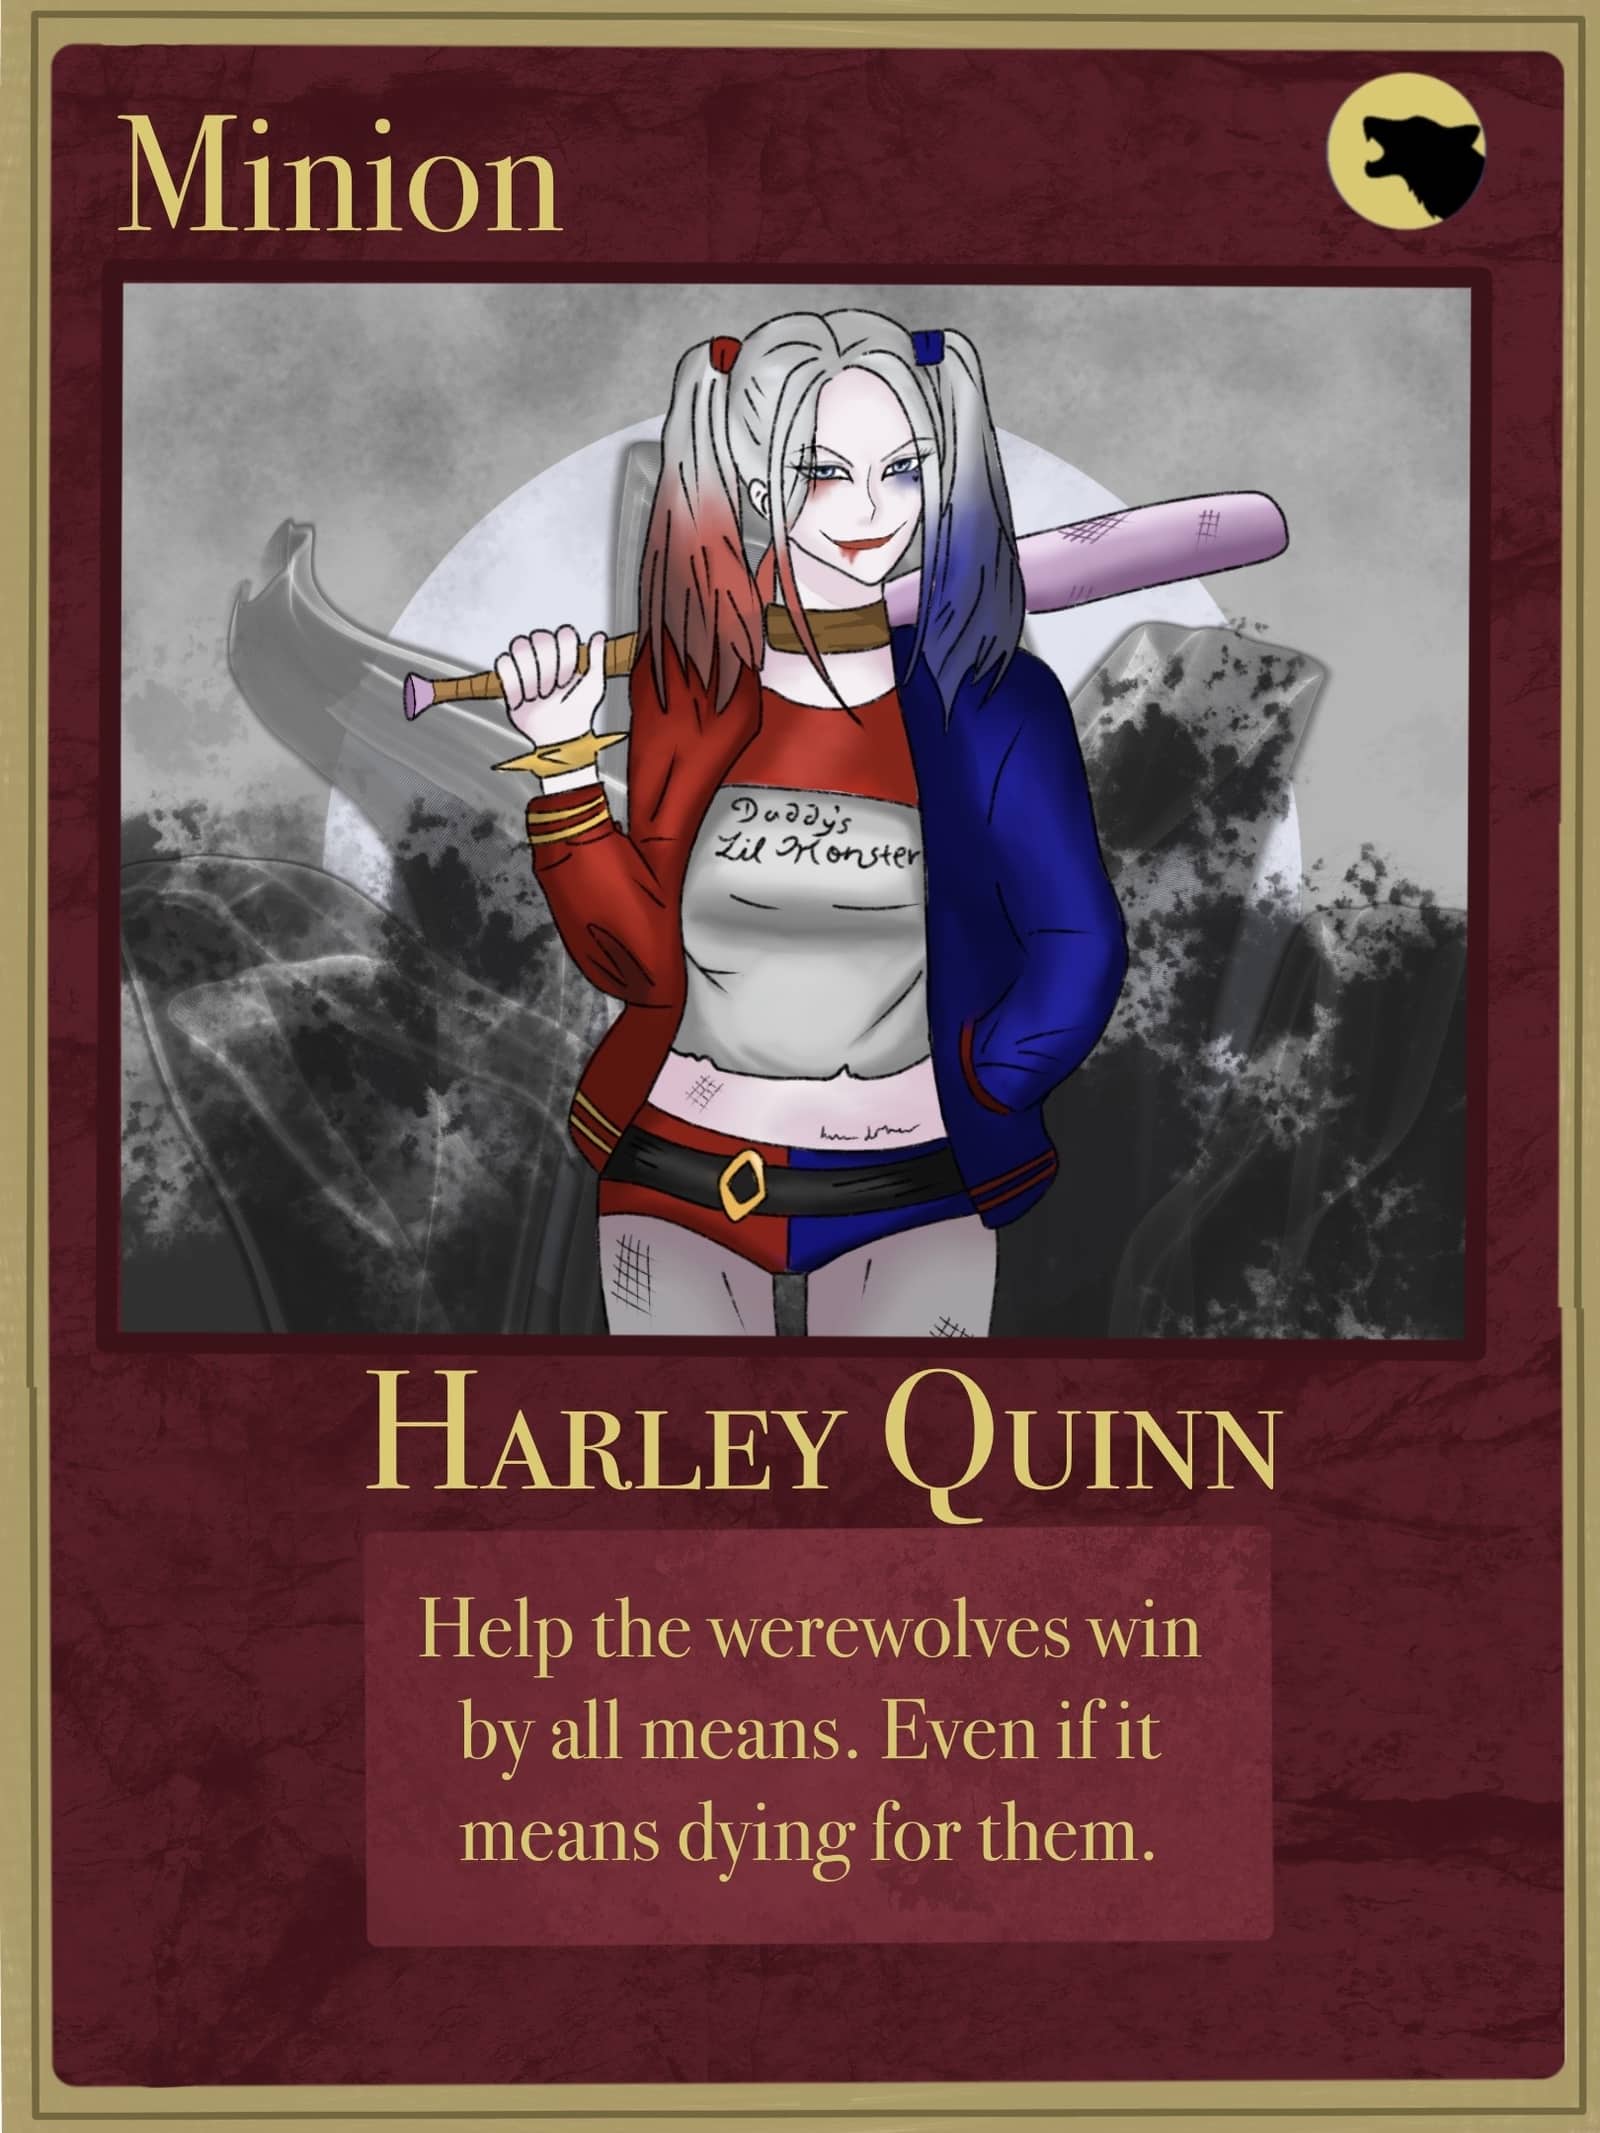 Minion
Daddy's
Lil Monster
HARLEY QUINN
Help the werewolves win
by all means. Even if it
means dying for them.